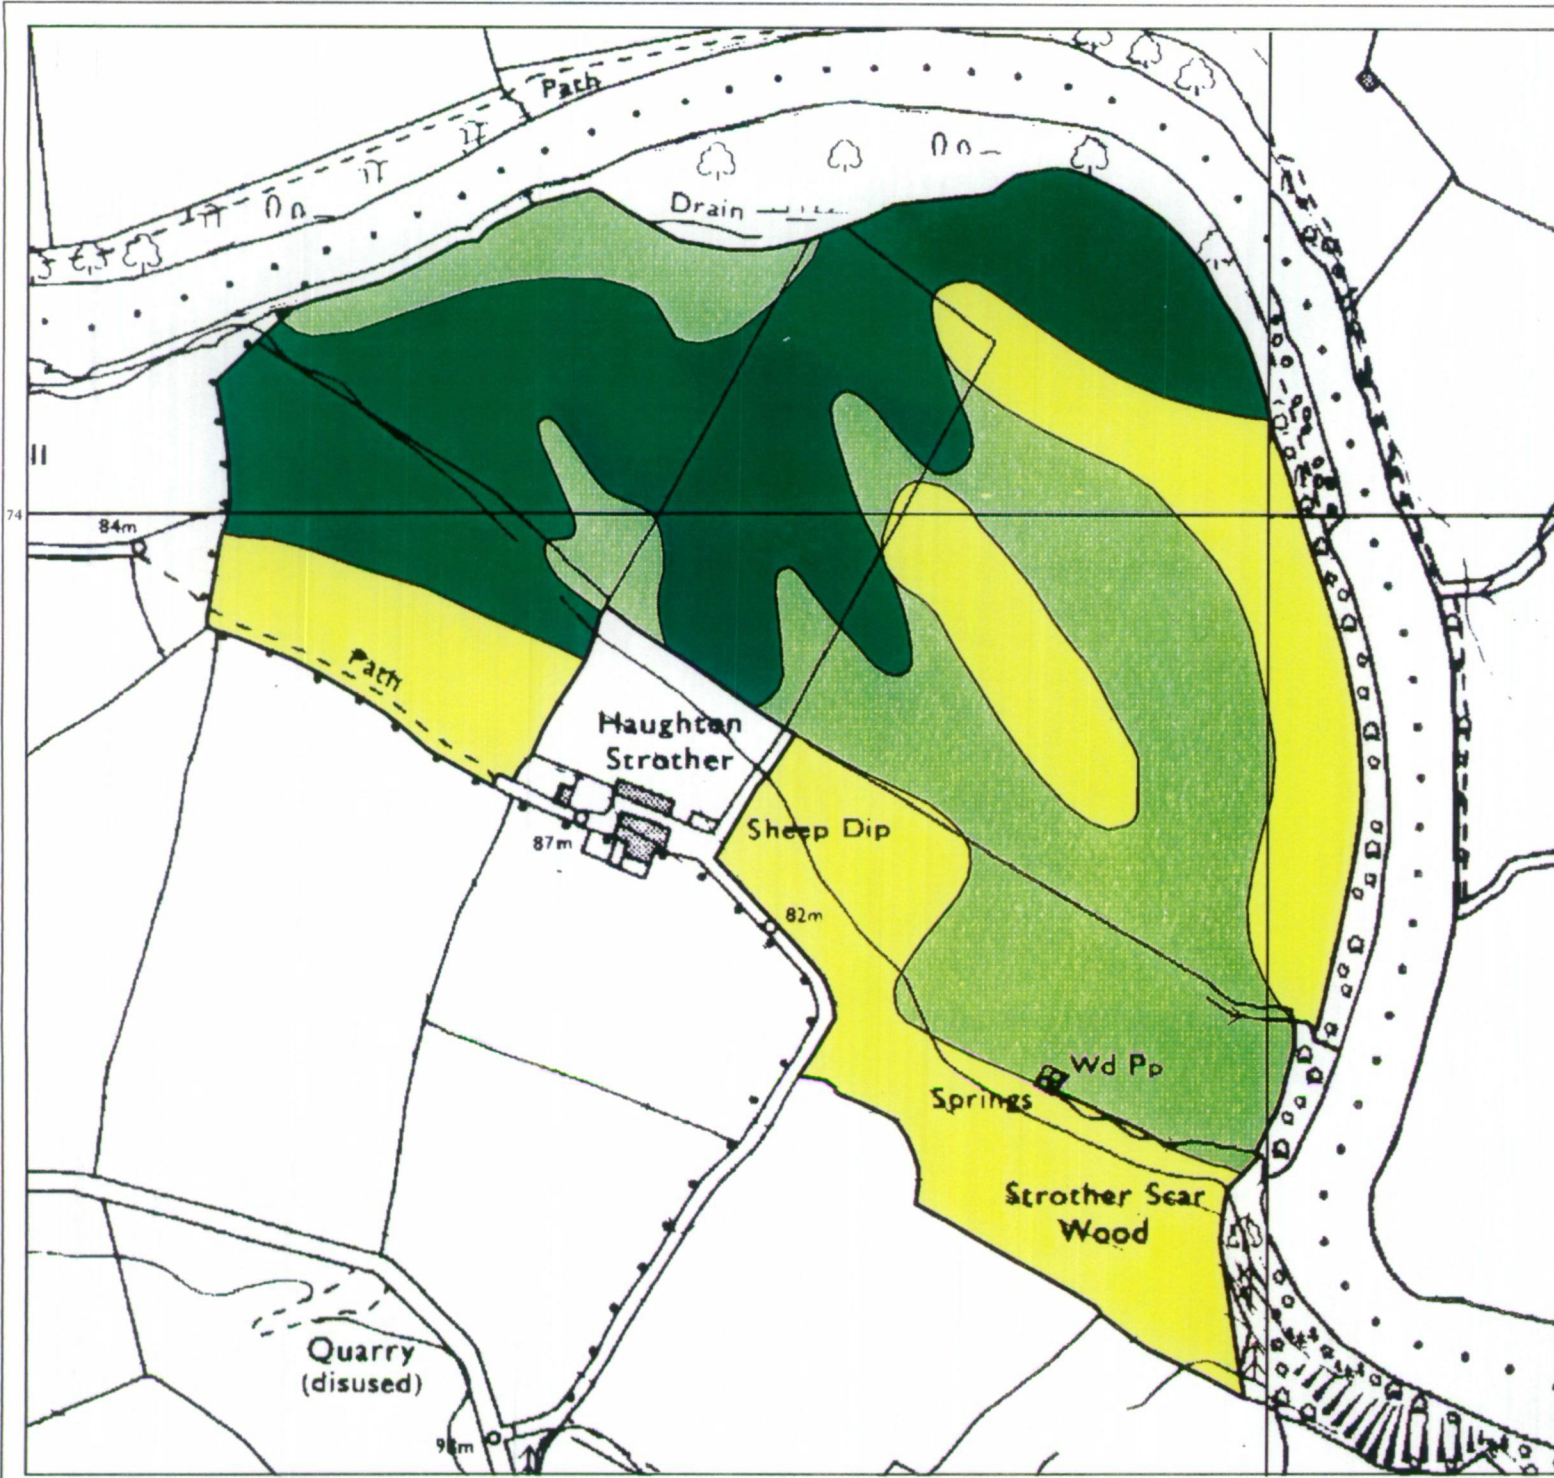 Path
Drain
11
74
84m
Path
Haughton
Strother
Sheep Dip
87m
82m
Wd Pp
Springs
Strother Scar
Wood
Quarry
(disused)